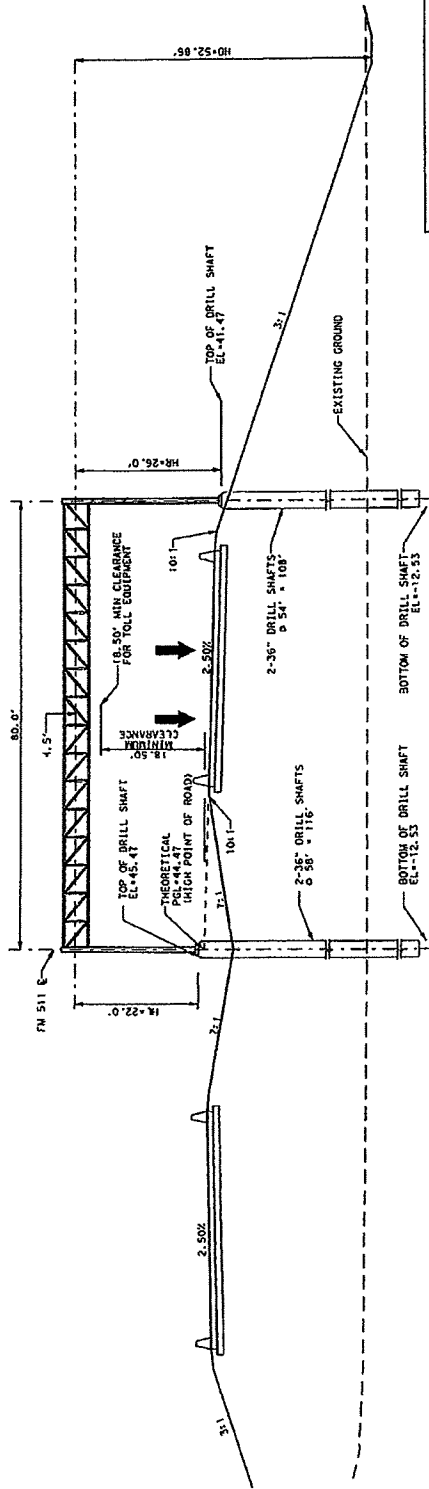 80.0'
FM 511 ℄
4.5'
18.50' MIN CLEARANCE
FOR TOLL EQUIPMENT
HL=22.0'
HR=26.0'
HD=52.86'
TOP OF DRILL SHAFT
EL=45.47
THEORETICAL
PGL=44.47
(HIGH POINT OF ROAD)
18.50'
MINIMUM
CLEARANCE
TOP OF DRILL SHAFT
EL=41.47
3:1
2.50%
7:1
7:1
10:1
2.50%
10:1
3:1
2-36" DRILL SHAFTS
@ 58' = 116'
2-36" DRILL SHAFTS
@ 54' = 108'
EXISTING GROUND
BOTTOM OF DRILL SHAFT
EL=-12.53
BOTTOM OF DRILL SHAFT
EL=-12.53